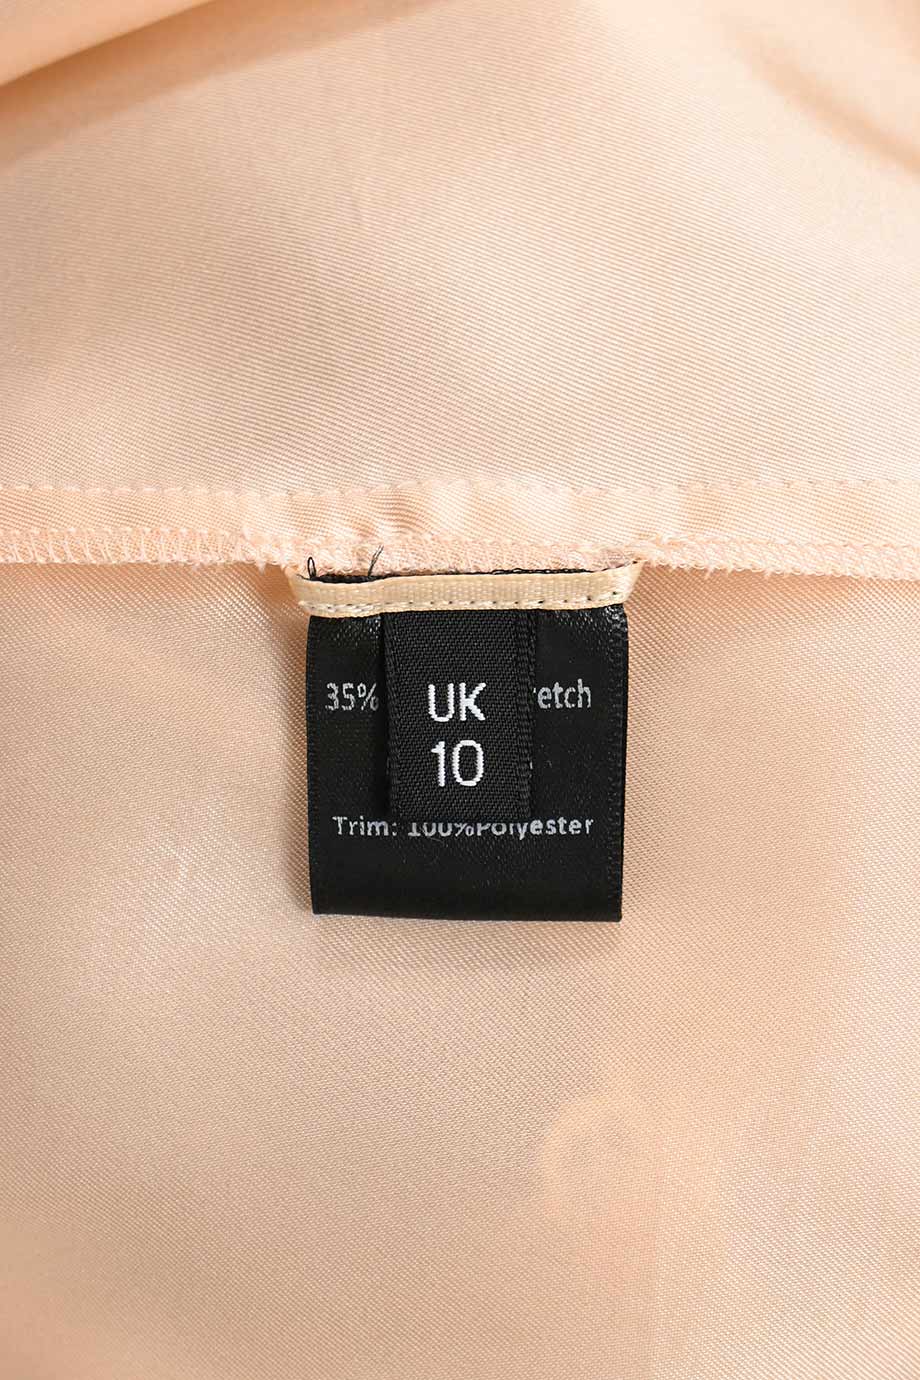 35% UK etch
10
Trim: 100%Polyester